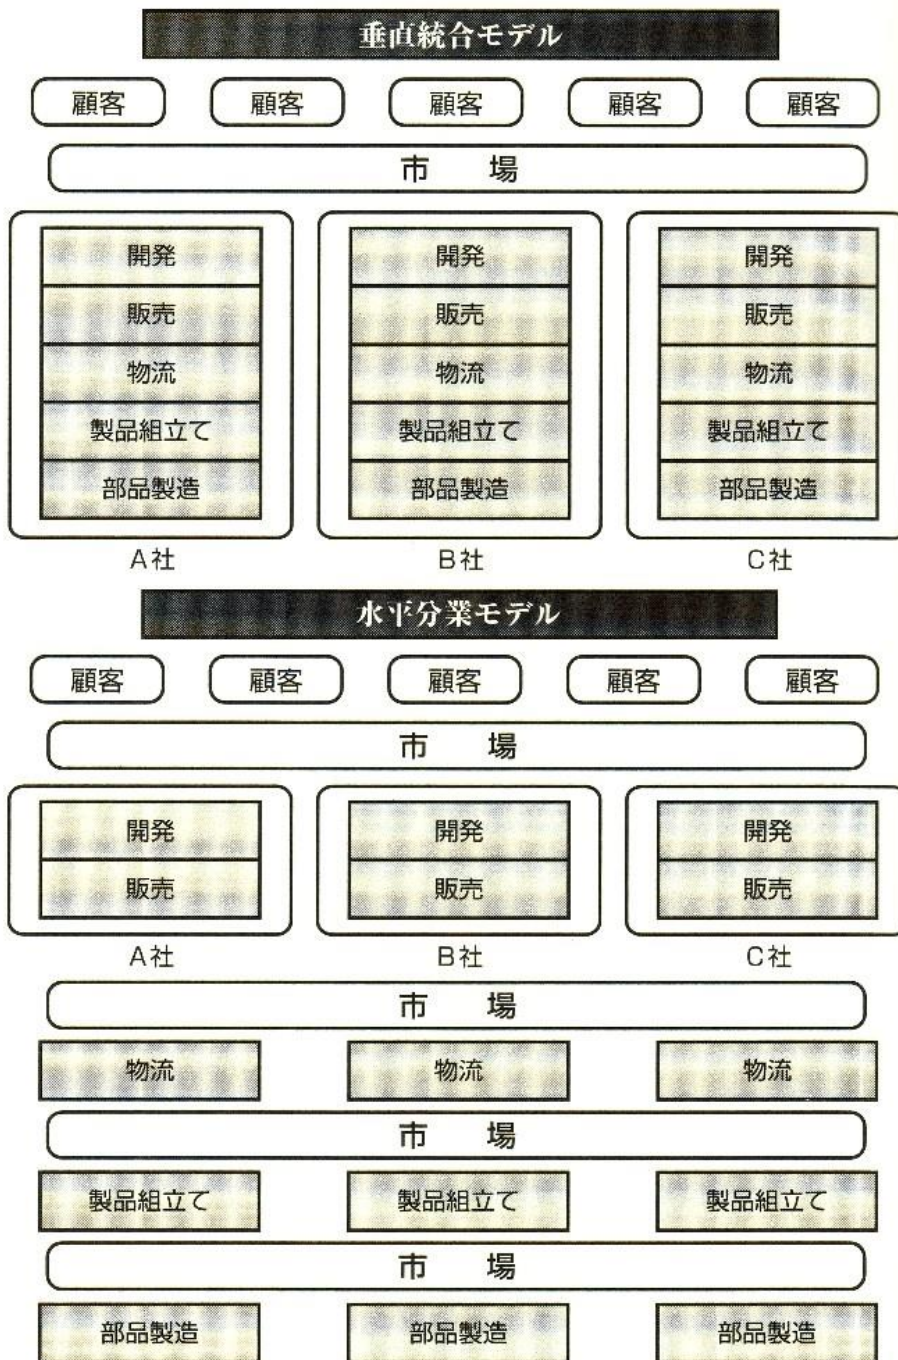 垂直統合モデル
顧客 顧客 顧客 顧客 顧客
市場
開発 開発 開発
販売 販売 販売
物流 物流 物流
製品組立て 製品組立て 製品組立て
部品製造 部品製造 部品製造
A社 B社 C社
水平分業モデル
顧客 顧客 顧客 顧客 顧客
市場
開発 開発 開発
販売 販売 販売
A社 B社 C社
市場
物流 物流 物流
市場
製品組立て 製品組立て 製品組立て
市場
部品製造 部品製造 部品製造